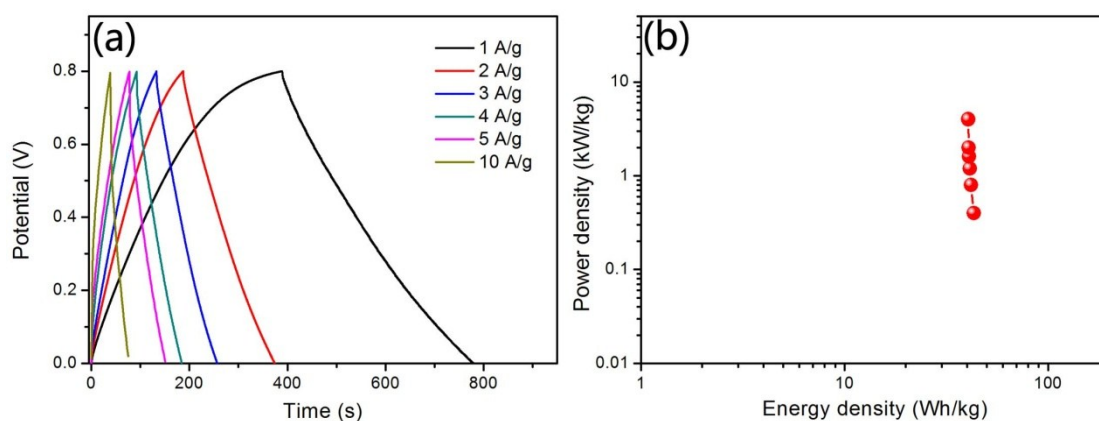 (a)
1 A/g
2 A/g
3 A/g
4 A/g
5 A/g
10 A/g
0.8
0.6
0.4
0.2
0.0
Potential (V)
0 200 400 600 800
Time (s)
(b)
10
1
0.1
0.01
Power density (kW/kg)
1 10 100
Energy density (Wh/kg)